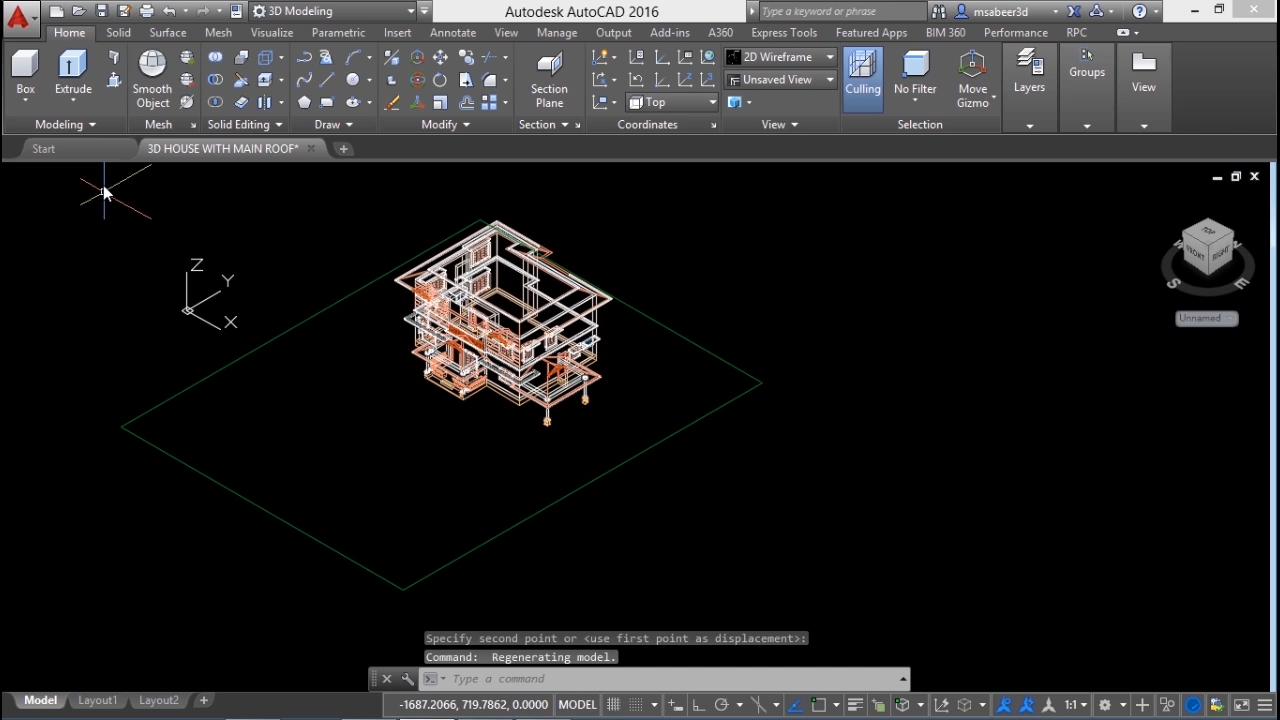 3D Modeling
Autodesk AutoCAD 2016
Type a keyword or phrase
msabeer3d
Home Solid Surface Mesh Visualize Parametric Insert Annotate View Manage Output Add-ins A360 Express Tools Featured Apps BIM 360 Performance RPC
Box
Extrude
Smooth
Object
Section
Plane
2D Wireframe
Unsaved View
Top
Culling
No Filter
Move
Gizmo
Layers
Groups
View
Modeling Mesh Solid Editing Draw Modify Section Coordinates View Selection
Start
3D HOUSE WITH MAIN ROOF*
Z
Y
X
TOP
FRONT
RIGHT
W
N
S
E
Unnamed
Specify second point or <use first point as displacement>:
Command: Regenerating model.
Type a command
Model Layout1 Layout2
-1687.2066, 719.7862, 0.0000 MODEL
1:1